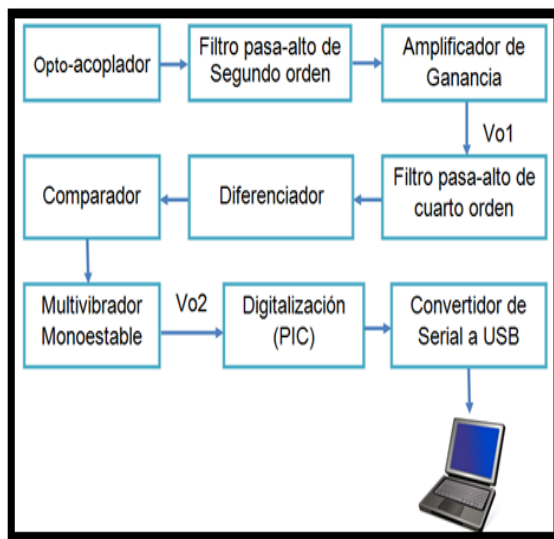 Opto-acoplador
Filtro pasa-alto de
Segundo orden
Amplificador de
Ganancia
Vo1
Filtro pasa-alto de
cuarto orden
Diferenciador
Comparador
Multivibrador
Monoestable
Vo2
Digitalización
(PIC)
Convertidor de
Serial a USB